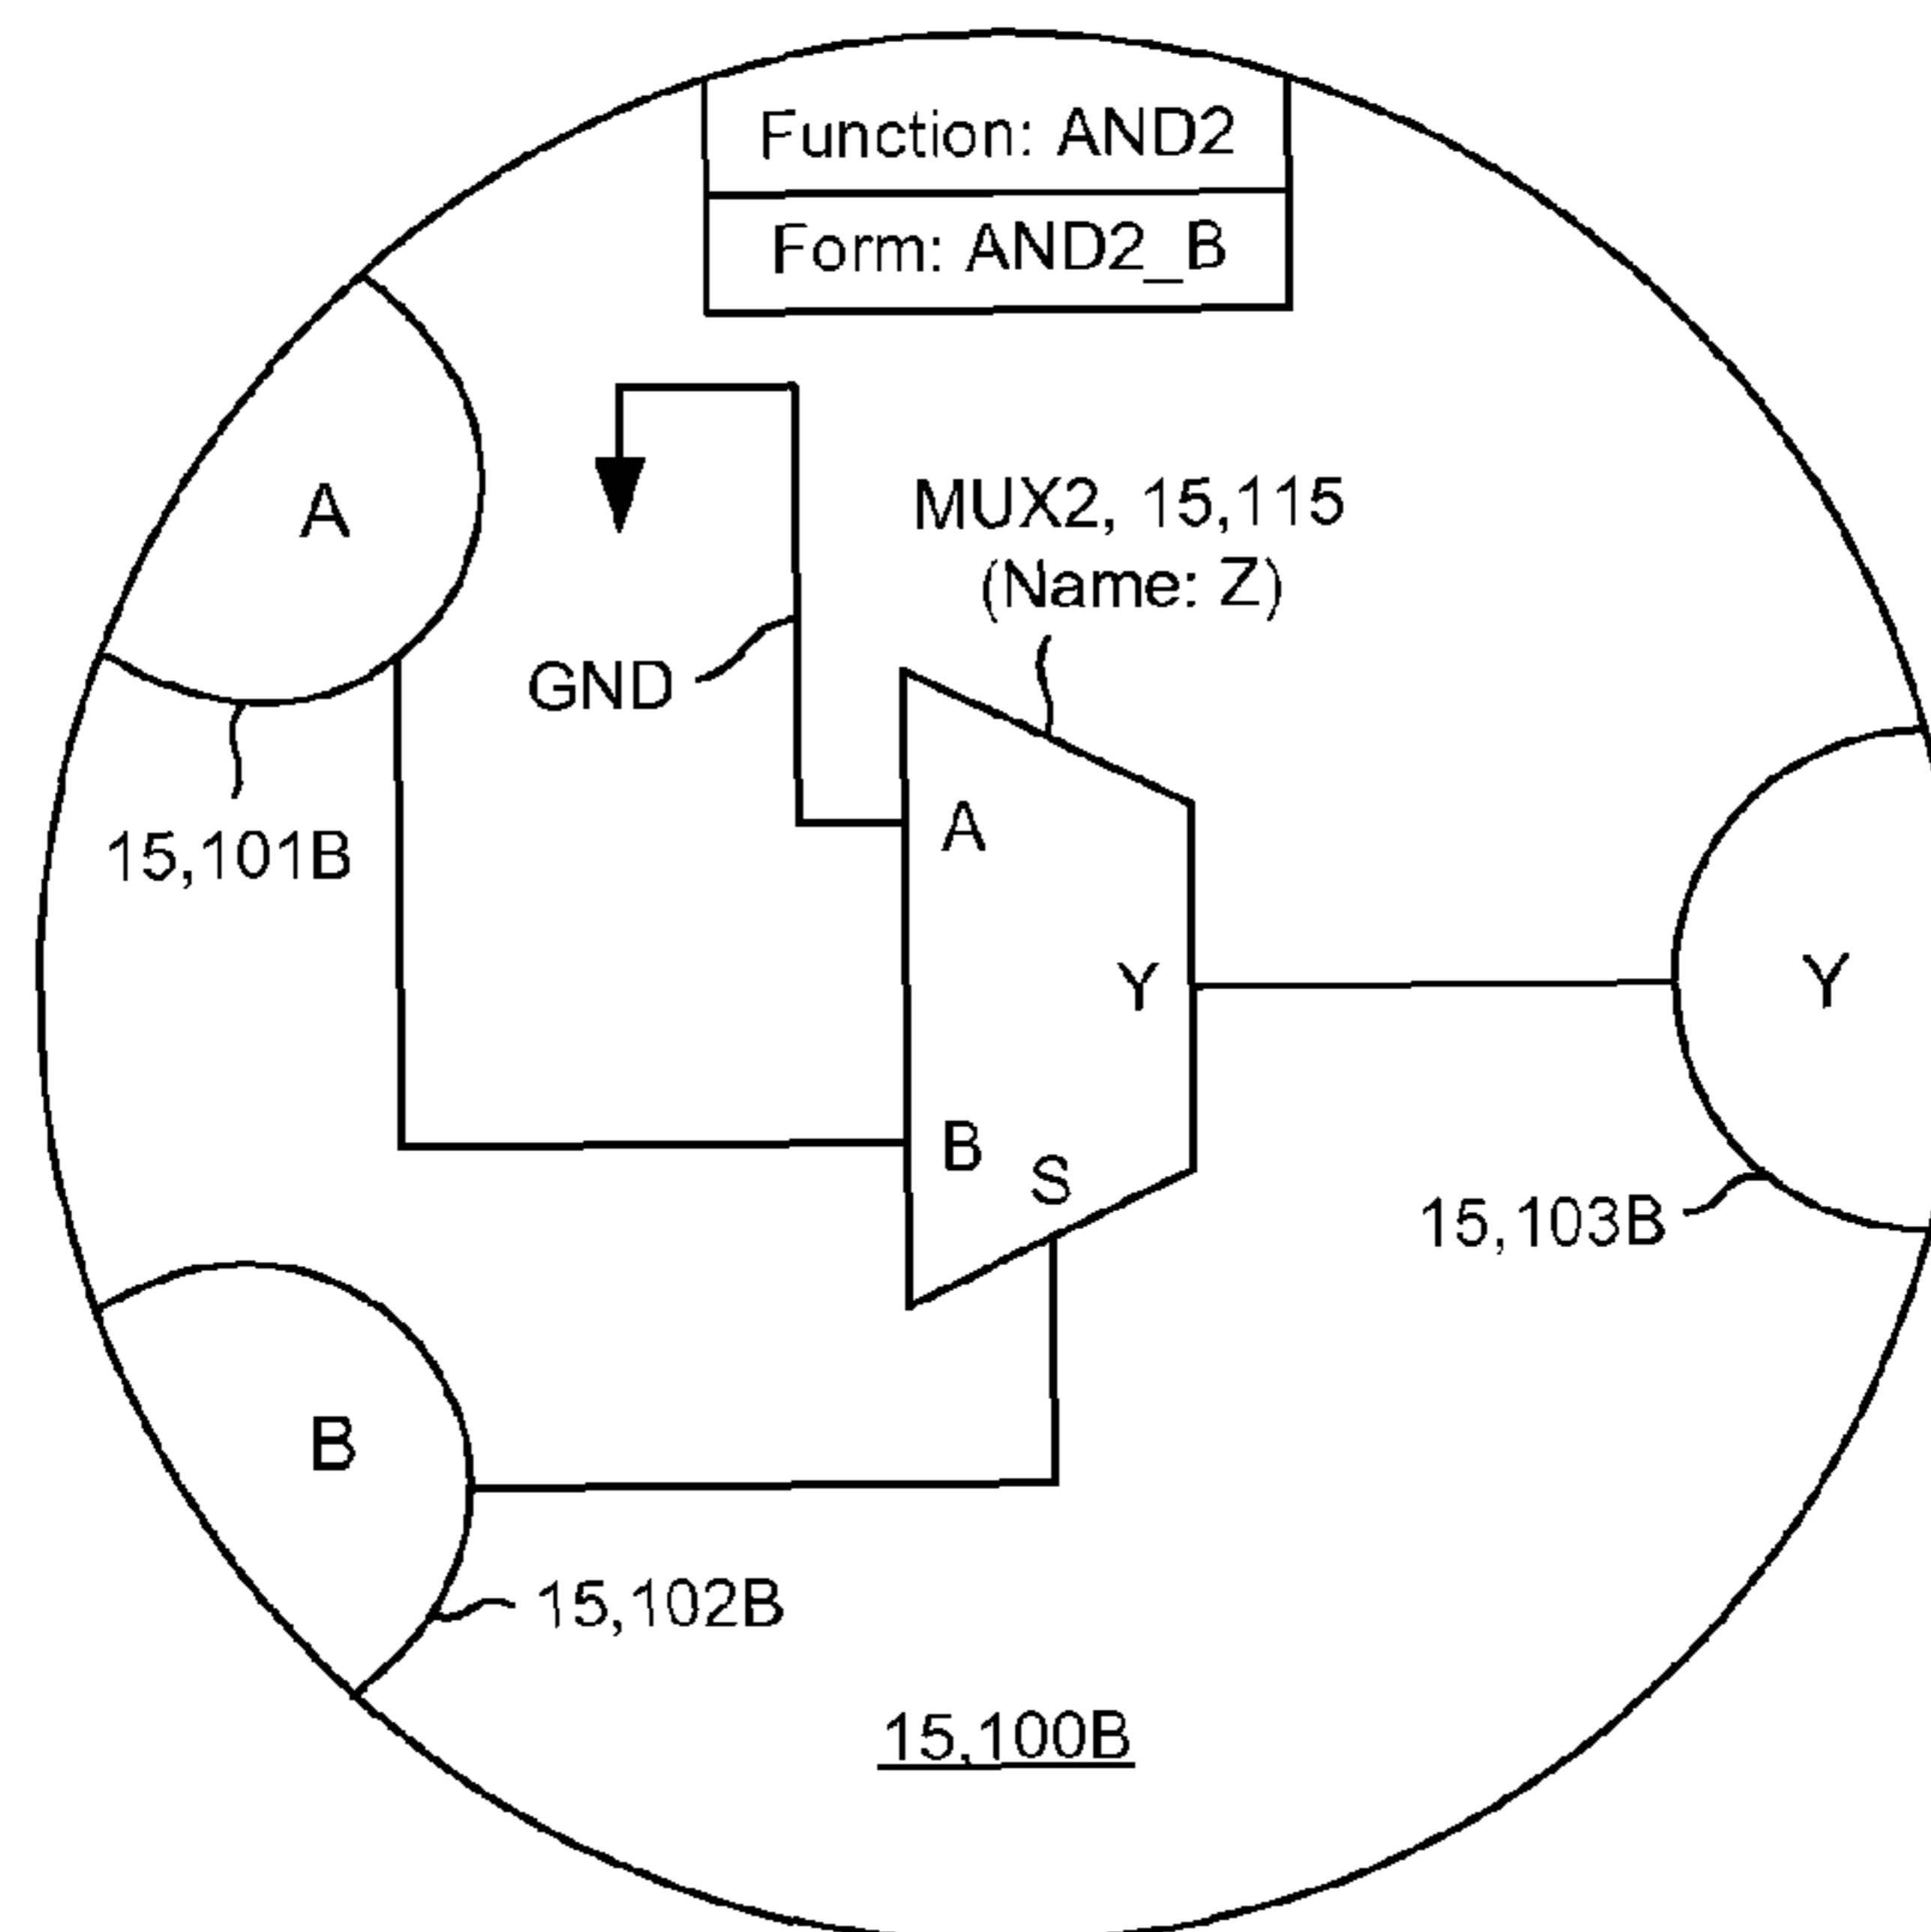 Function: AND2
Form: AND2_B
A
MUX2, 15,115
(Name: Z)
GND
15,101B
A
Y
Y
B
S
15,103B
B
15,102B
15,100B